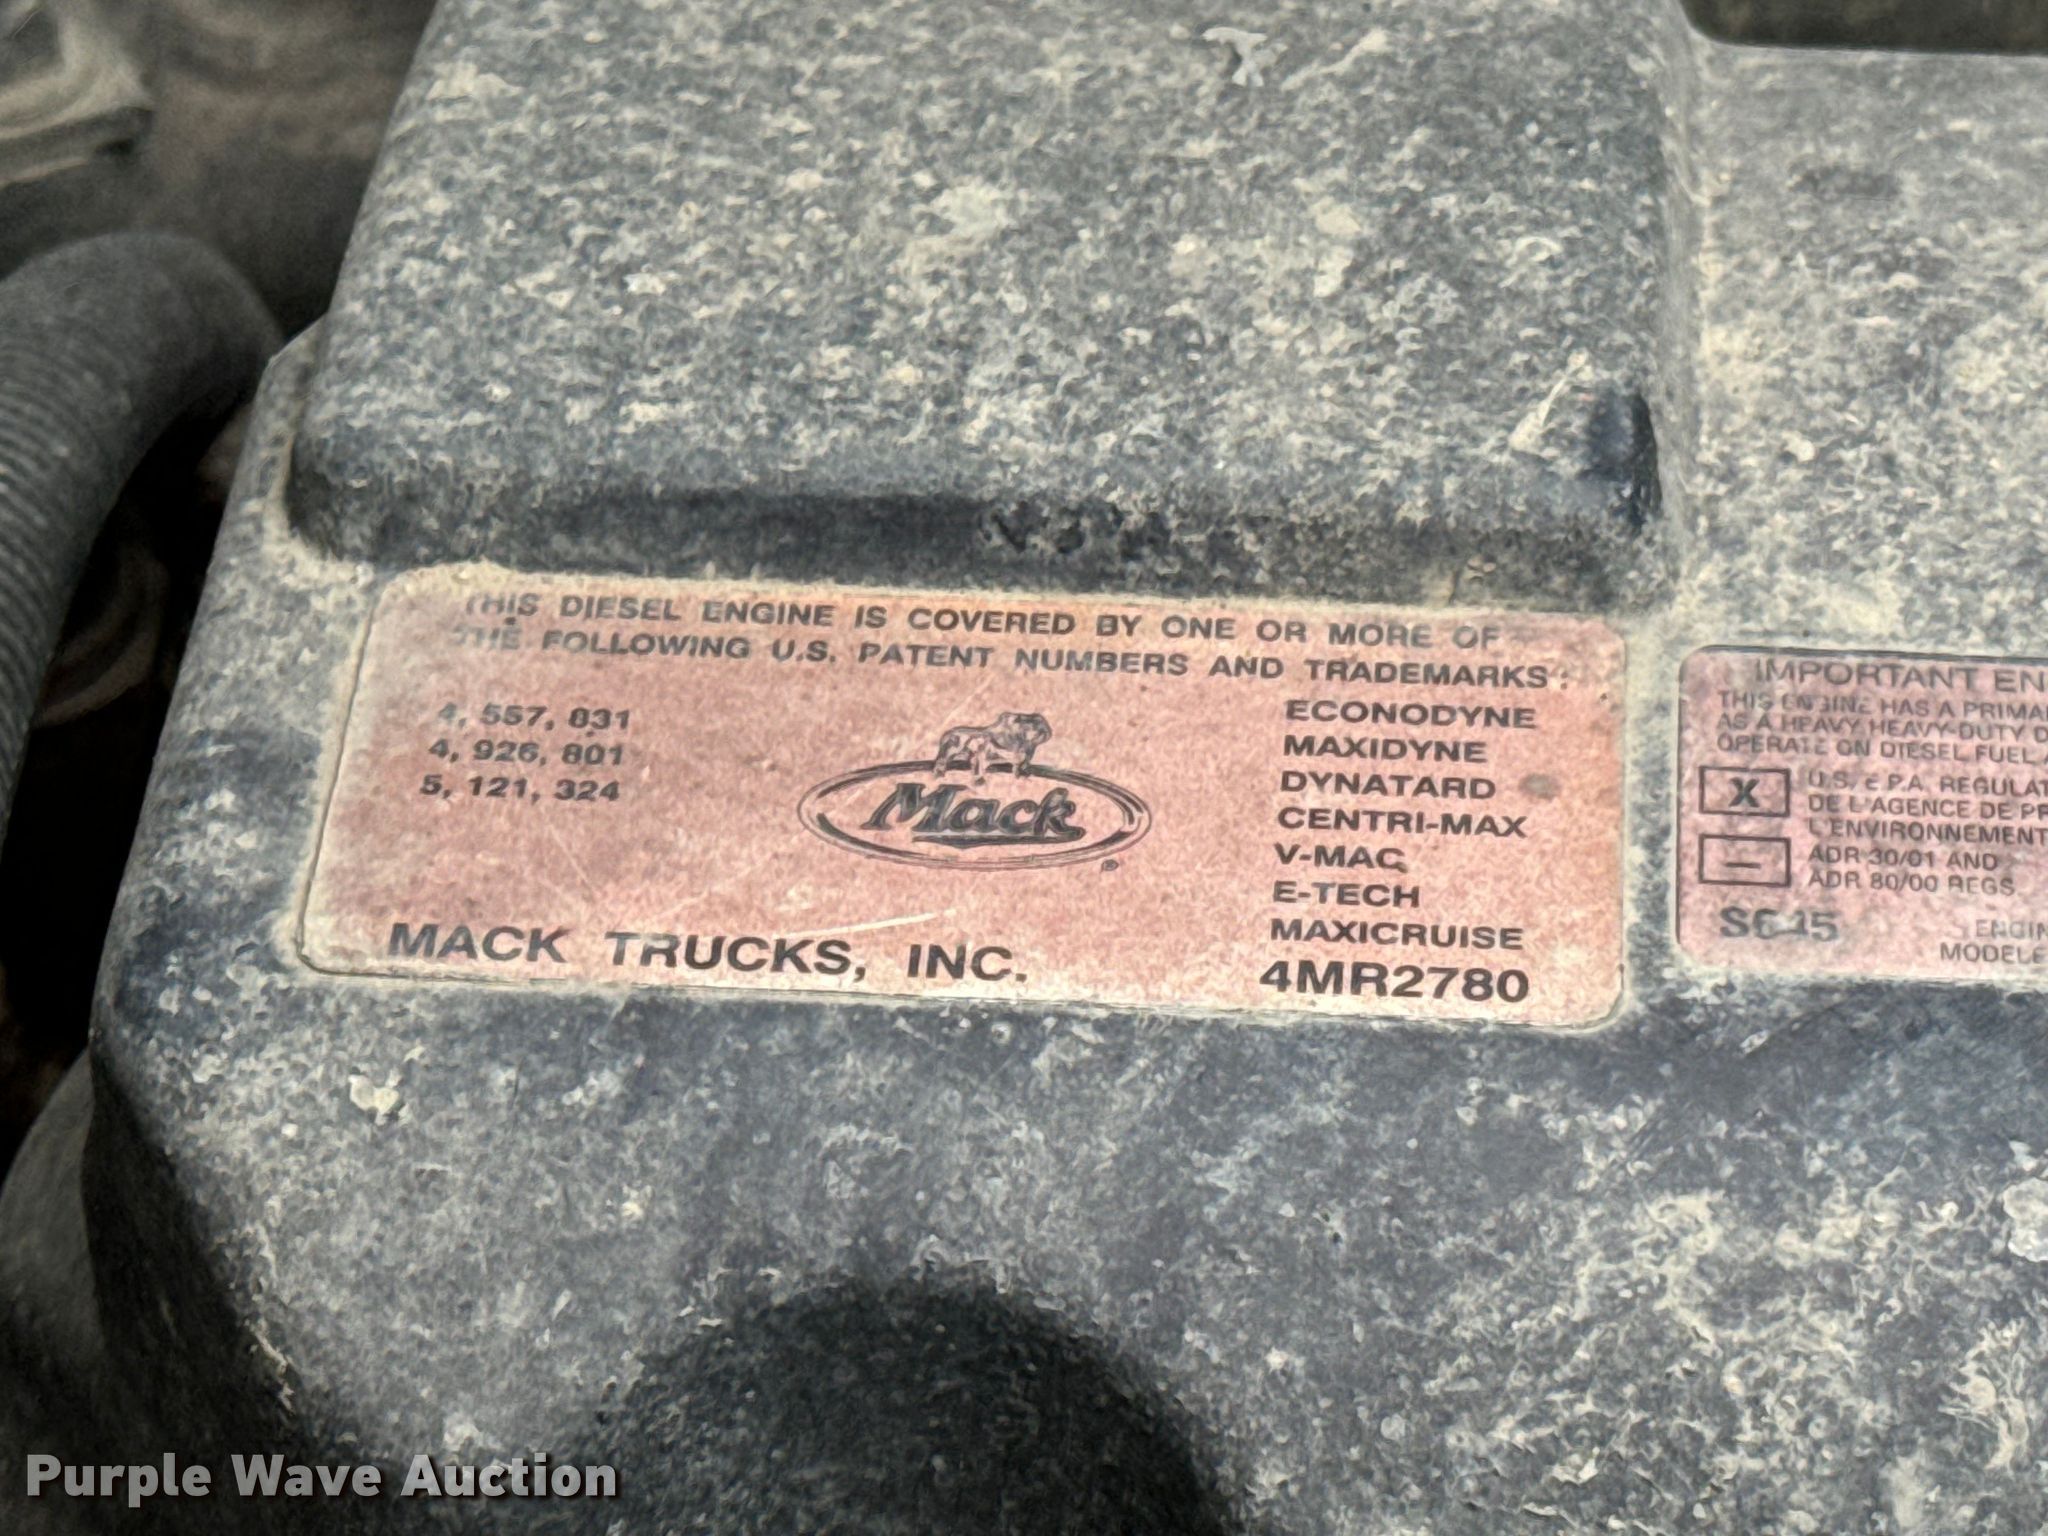 THIS DIESEL ENGINE IS COVERED BY ONE OR MORE OF
THE FOLLOWING U.S. PATENT NUMBERS AND TRADEMARKS:
4, 557, 831
4, 926, 801
5, 121, 324
Mack
®
ECONODYNE
MAXIDYNE
DYNATARD
CENTRI-MAX
V-MAC
E-TECH
MAXICRUISE
MACK TRUCKS, INC.
4MR2780
IMPORTANT EN
THIS ENGINE HAS A PRIMA
AS A HEAVY HEAVY-DUTY D
OPERATE ON DIESEL FUEL
X
U.S. E.P.A. REGULAT
DE L'AGENCE DE PR
L'ENVIRONNEMENT
—
ADR 30/01 AND
ADR 80/00 REGS
ENGIN
MODELE
Purple Wave Auction